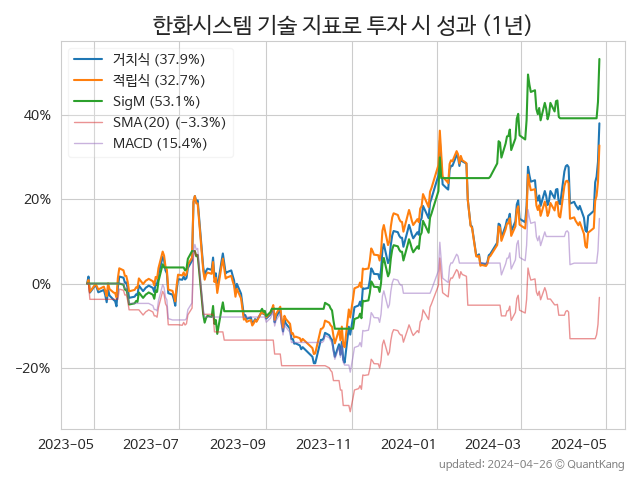 한화시스템 기술 지표로 투자 시 성과 (1년)
거치식 (37.9%)
적립식 (32.7%)
SigM (53.1%)
SMA(20) (−3.3%)
MACD (15.4%)
40%
20%
0%
−20%
2023-05 2023-07 2023-09 2023-11 2024-01 2024-03 2024-05
updated: 2024-04-26 © QuantKang